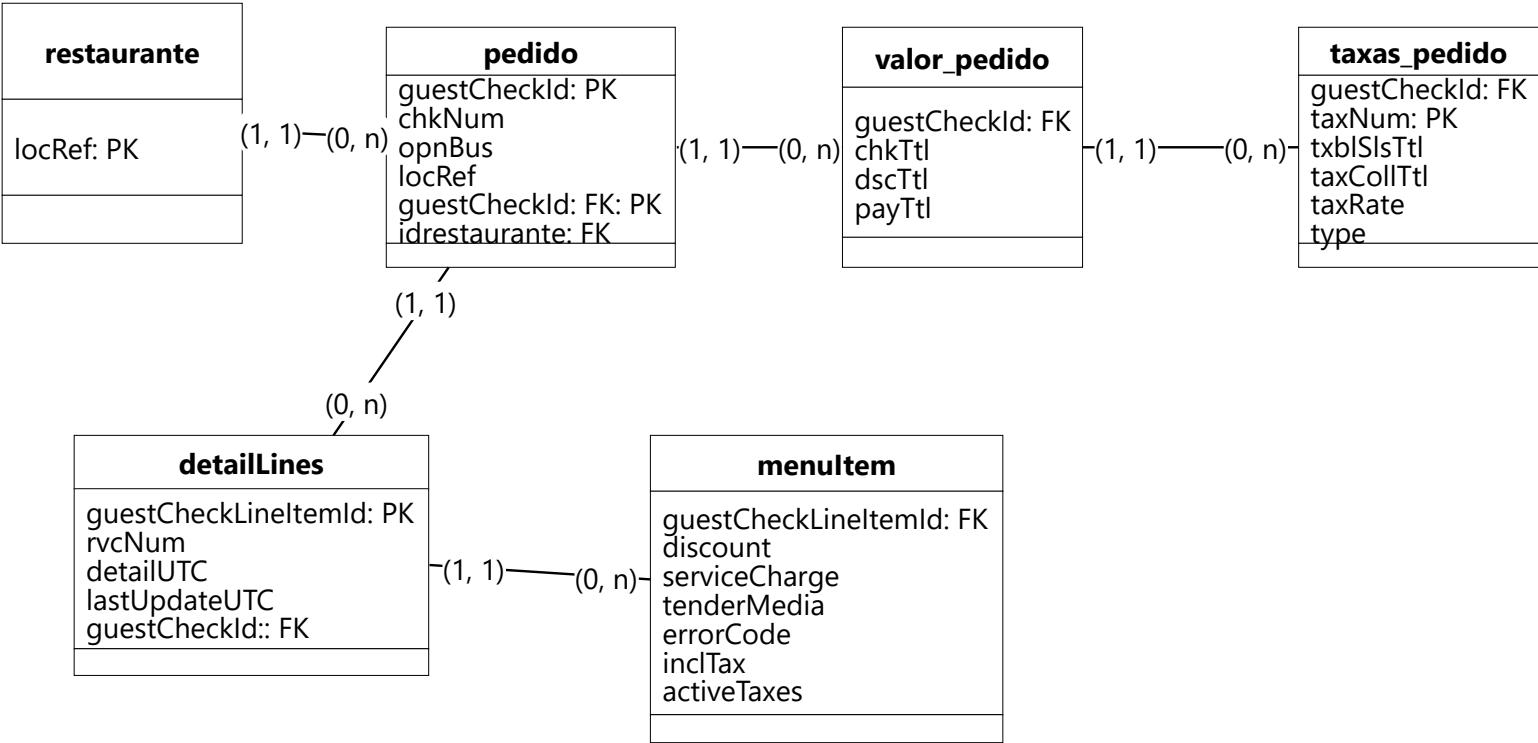 restaurante
locRef: PK
(1, 1)
(0, n)
pedido
guestCheckId: PK
chkNum
opnBus
locRef
guestCheckId: FK: PK
idrestaurante: FK
(1, 1)
(0, n)
valor_pedido
guestCheckId: FK
chkTtl
dscTtl
payTtl
(1, 1)
(0, n)
taxas_pedido
guestCheckId: FK
taxNum: PK
txblSlsTtl
taxCollTtl
taxRate
type
(1, 1)
(0, n)
detailLines
guestCheckLineItemId: PK
rvcNum
detailUTC
lastUpdateUTC
guestCheckId:: FK
(1, 1)
(0, n)
menuItem
guestCheckLineItemId: FK
discount
serviceCharge
tenderMedia
errorCode
inclTax
activeTaxes